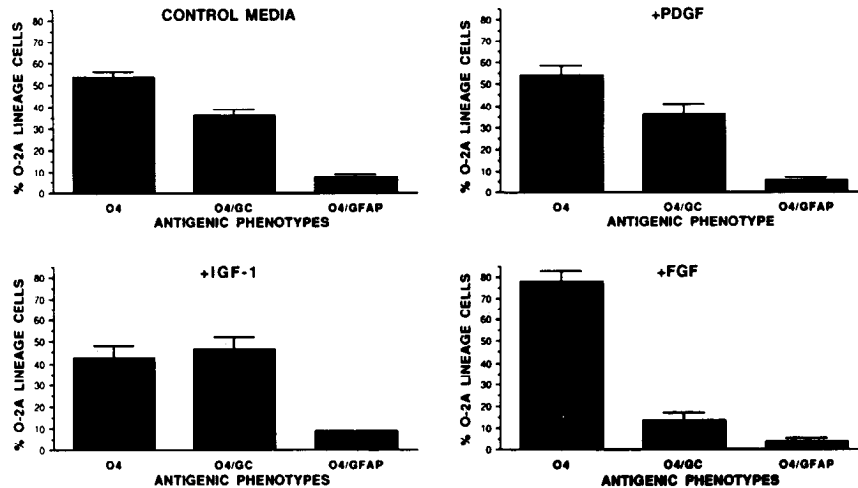 CONTROL MEDIA
% O-2A LINEAGE CELLS
80
70
60
50
40
30
20
10
0
O4
O4/GC
O4/GFAP
ANTIGENIC PHENOTYPES
+PDGF
% O-2A LINEAGE CELLS
80
70
60
50
40
30
20
10
0
O4
O4/GC
O4/GFAP
ANTIGENIC PHENOTYPE
+IGF-1
% O-2A LINEAGE CELLS
80
70
60
50
40
30
20
10
0
O4
O4/GC
O4/GFAP
ANTIGENIC PHENOTYPES
+FGF
% O-2A LINEAGE CELLS
80
70
60
50
40
30
20
10
0
O4
O4/GC
O4/GFAP
ANTIGENIC PHENOTYPES